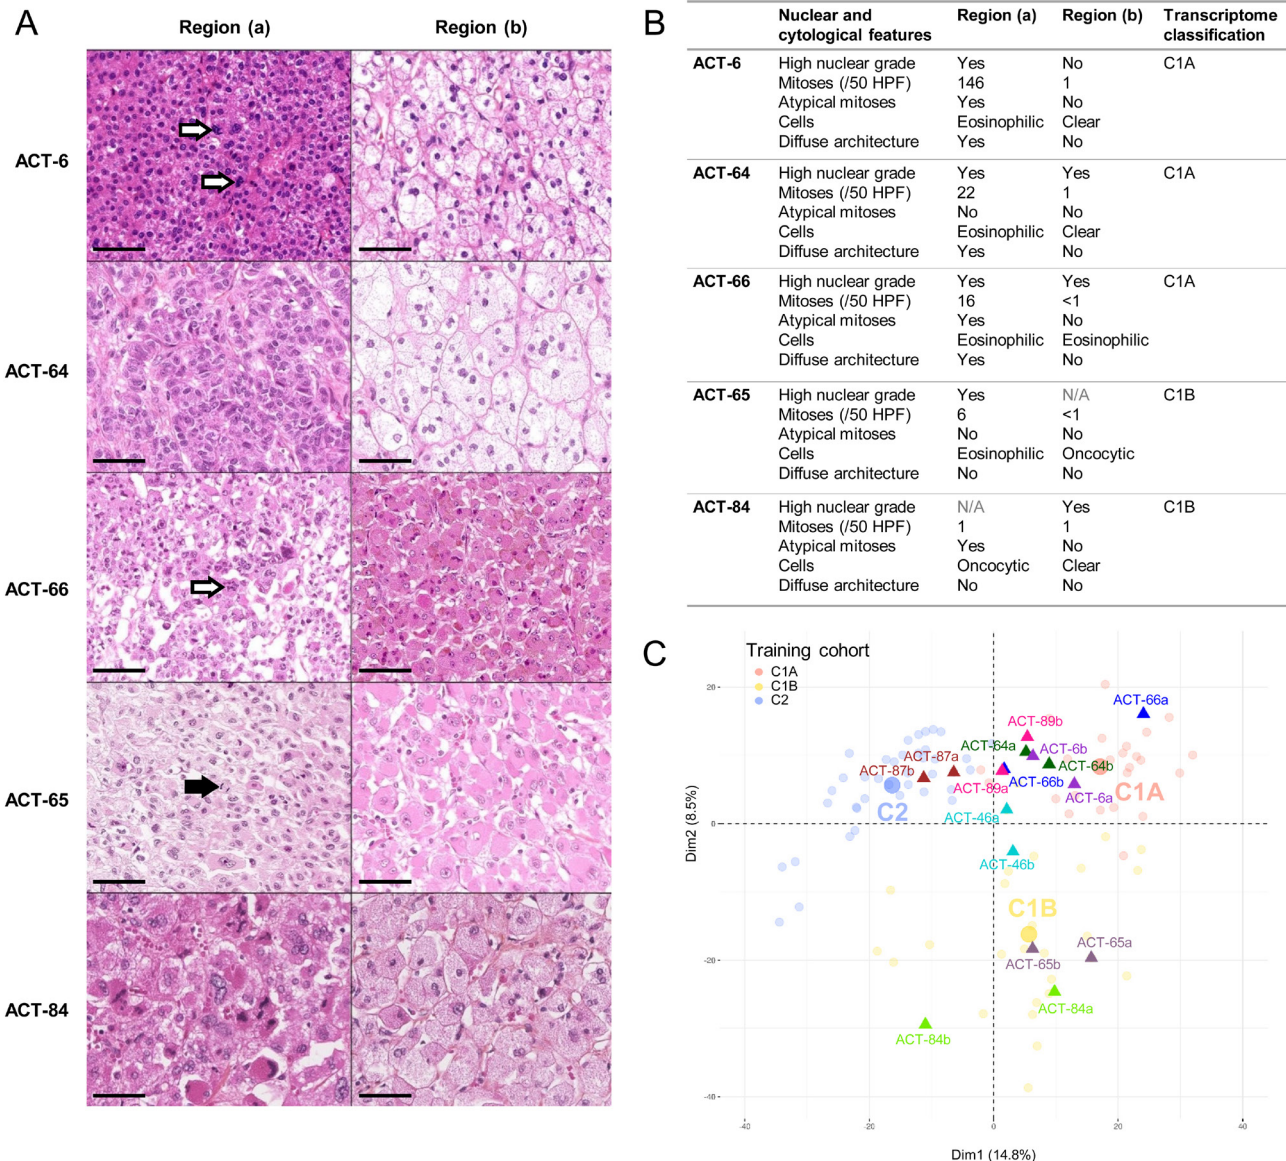 A
Region (a)
Region (b)
ACT-6
ACT-64
ACT-66
ACT-65
ACT-84
B
Nuclear and cytological features
Region (a)
Region (b)
Transcriptome classification
ACT-6
High nuclear grade Yes No C1A
Mitoses (/50 HPF) 146 1
Atypical mitoses Yes No
Cells Eosinophilic Clear
Diffuse architecture Yes No
ACT-64
High nuclear grade Yes Yes C1A
Mitoses (/50 HPF) 22 1
Atypical mitoses No No
Cells Eosinophilic Clear
Diffuse architecture Yes No
ACT-66
High nuclear grade Yes Yes C1A
Mitoses (/50 HPF) 16 <1
Atypical mitoses Yes No
Cells Eosinophilic Eosinophilic
Diffuse architecture Yes No
ACT-65
High nuclear grade Yes N/A C1B
Mitoses (/50 HPF) 6 <1
Atypical mitoses No No
Cells Eosinophilic Oncocytic
Diffuse architecture No No
ACT-84
High nuclear grade N/A Yes C1B
Mitoses (/50 HPF) 1 1
Atypical mitoses Yes No
Cells Oncocytic Clear
Diffuse architecture No No
C
Training cohort
C1A
C1B
C2
ACT-66a
ACT-89b
ACT-64a
ACT-6b
ACT-87a
ACT-64b
ACT-87b
ACT-66b
ACT-89a
ACT-6a
C1A
C2
ACT-46a
ACT-46b
C1B
ACT-65a
ACT-65b
ACT-84a
ACT-84b
20
0
-20
-40
Dim2 (8.5%)
-40
-20
0
20
40
Dim1 (14.8%)